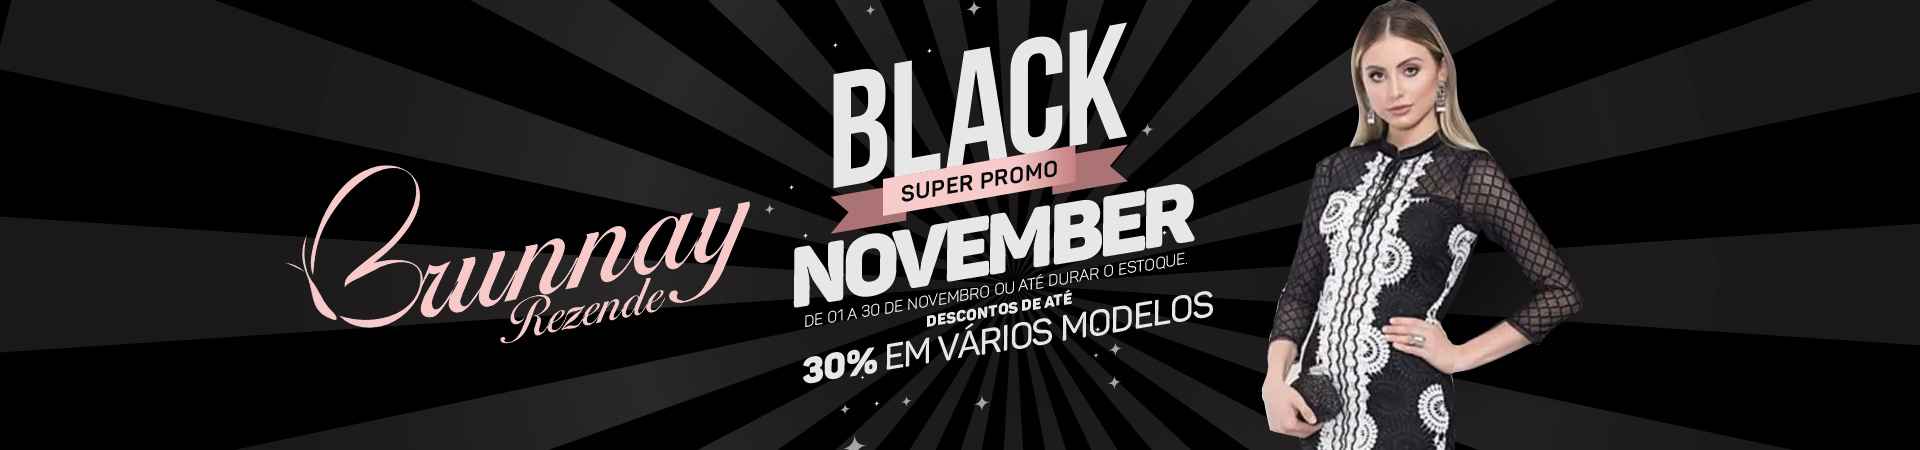 Brunnay
Rezende
BLACK
SUPER PROMO
NOVEMBER
DE 01 A 30 DE NOVEMBRO OU ATÉ DURAR O ESTOQUE.
DESCONTOS DE ATÉ
30% EM VÁRIOS MODELOS